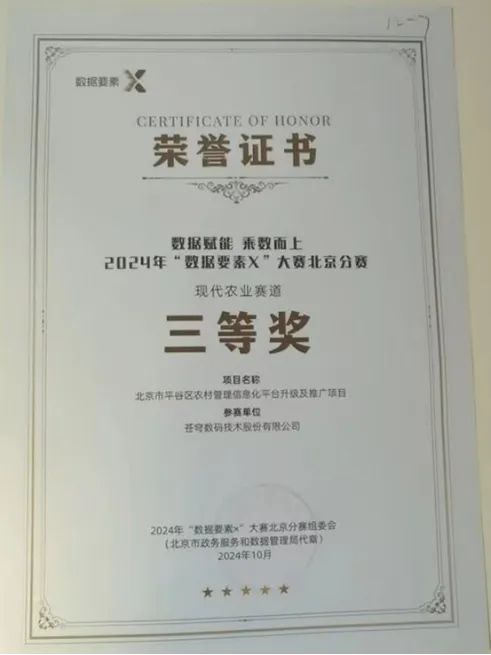 12-7
数据要素X
CERTIFICATE OF HONOR
荣誉证书
数据赋能 乘数而上
2024年“数据要素X”大赛北京分赛
现代农业赛道
三等奖
项目名称
北京市平谷区农村管理信息化平台升级及推广项目
参赛单位
苍穹数码技术股份有限公司
2024年“数据要素×”大赛北京分赛组委会
（北京市政务服务和数据管理局代章）
2024年10月